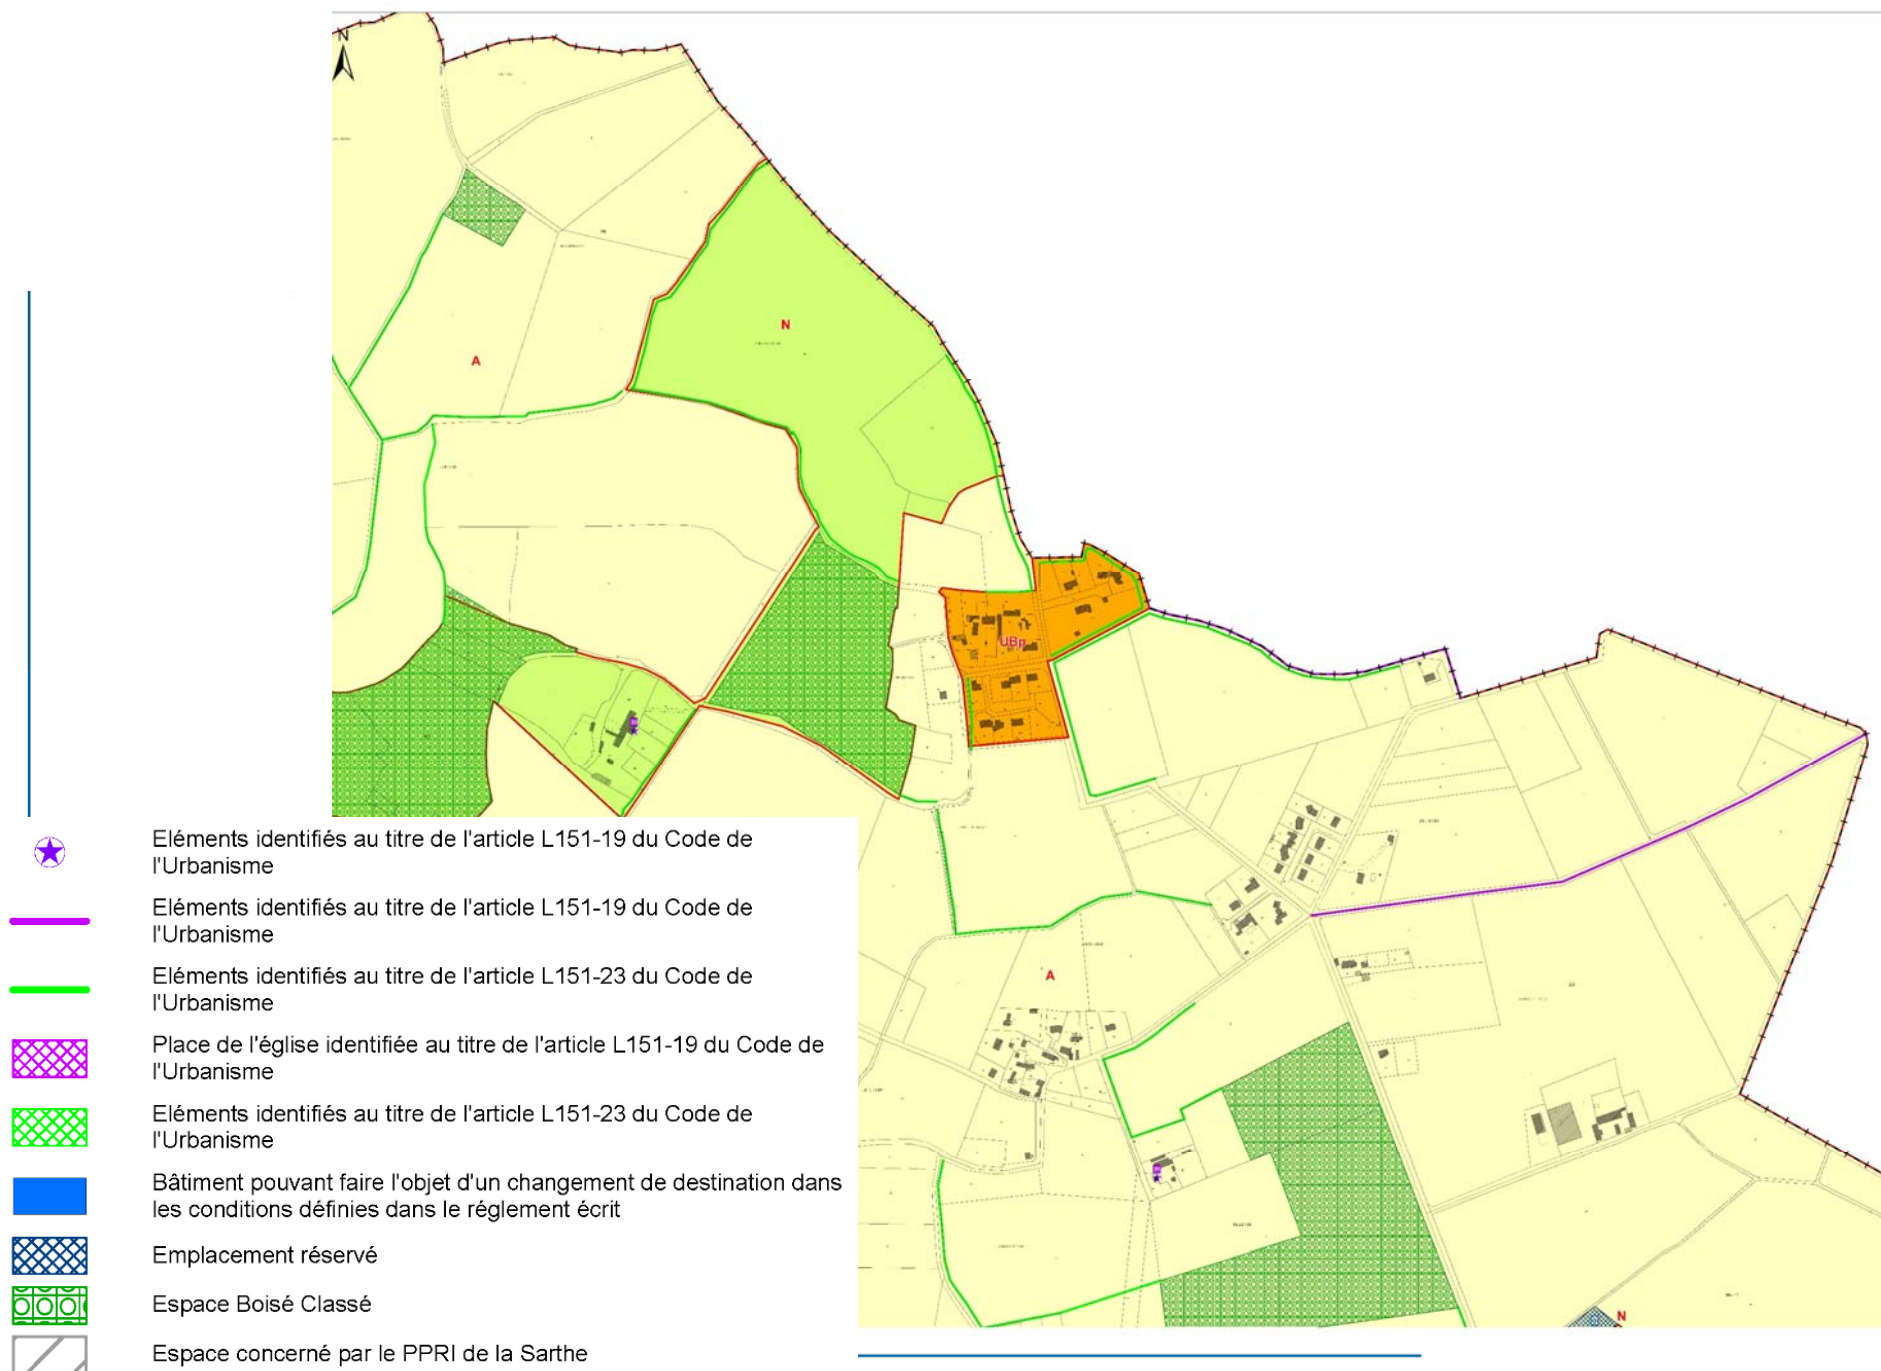 N
N
A
UBp
A
N
Eléments identifiés au titre de l'article L151-19 du Code de
l'Urbanisme
Eléments identifiés au titre de l'article L151-19 du Code de
l'Urbanisme
Eléments identifiés au titre de l'article L151-23 du Code de
l'Urbanisme
Place de l'église identifiée au titre de l'article L151-19 du Code de
l'Urbanisme
Eléments identifiés au titre de l'article L151-23 du Code de
l'Urbanisme
Bâtiment pouvant faire l'objet d'un changement de destination dans
les conditions définies dans le réglement écrit
Emplacement réservé
Espace Boisé Classé
Espace concerné par le PPRI de la Sarthe